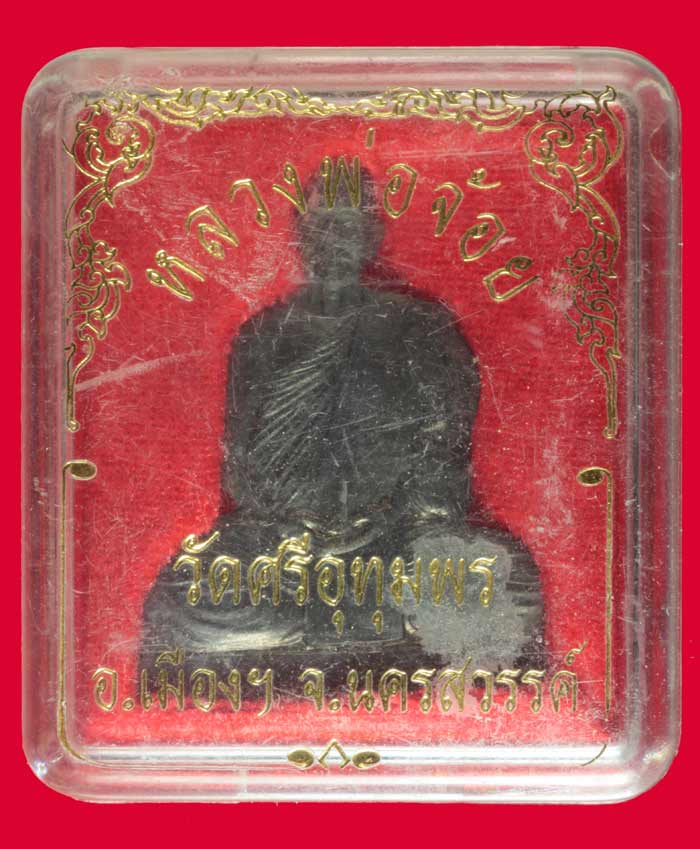 หลวงพ่อจ้อย
วัดศรีอุทุมพร
อ.เมืองฯ จ.นครสวรรค์